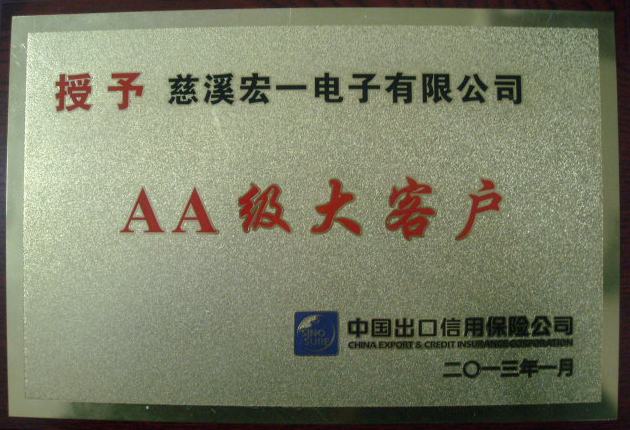 授予 慈溪宏一电子有限公司
AA级大客户
SINO
SURE
中国出口信用保险公司
CHINA EXPORT & CREDIT INSURANCE CORPORATION
二〇一三年一月